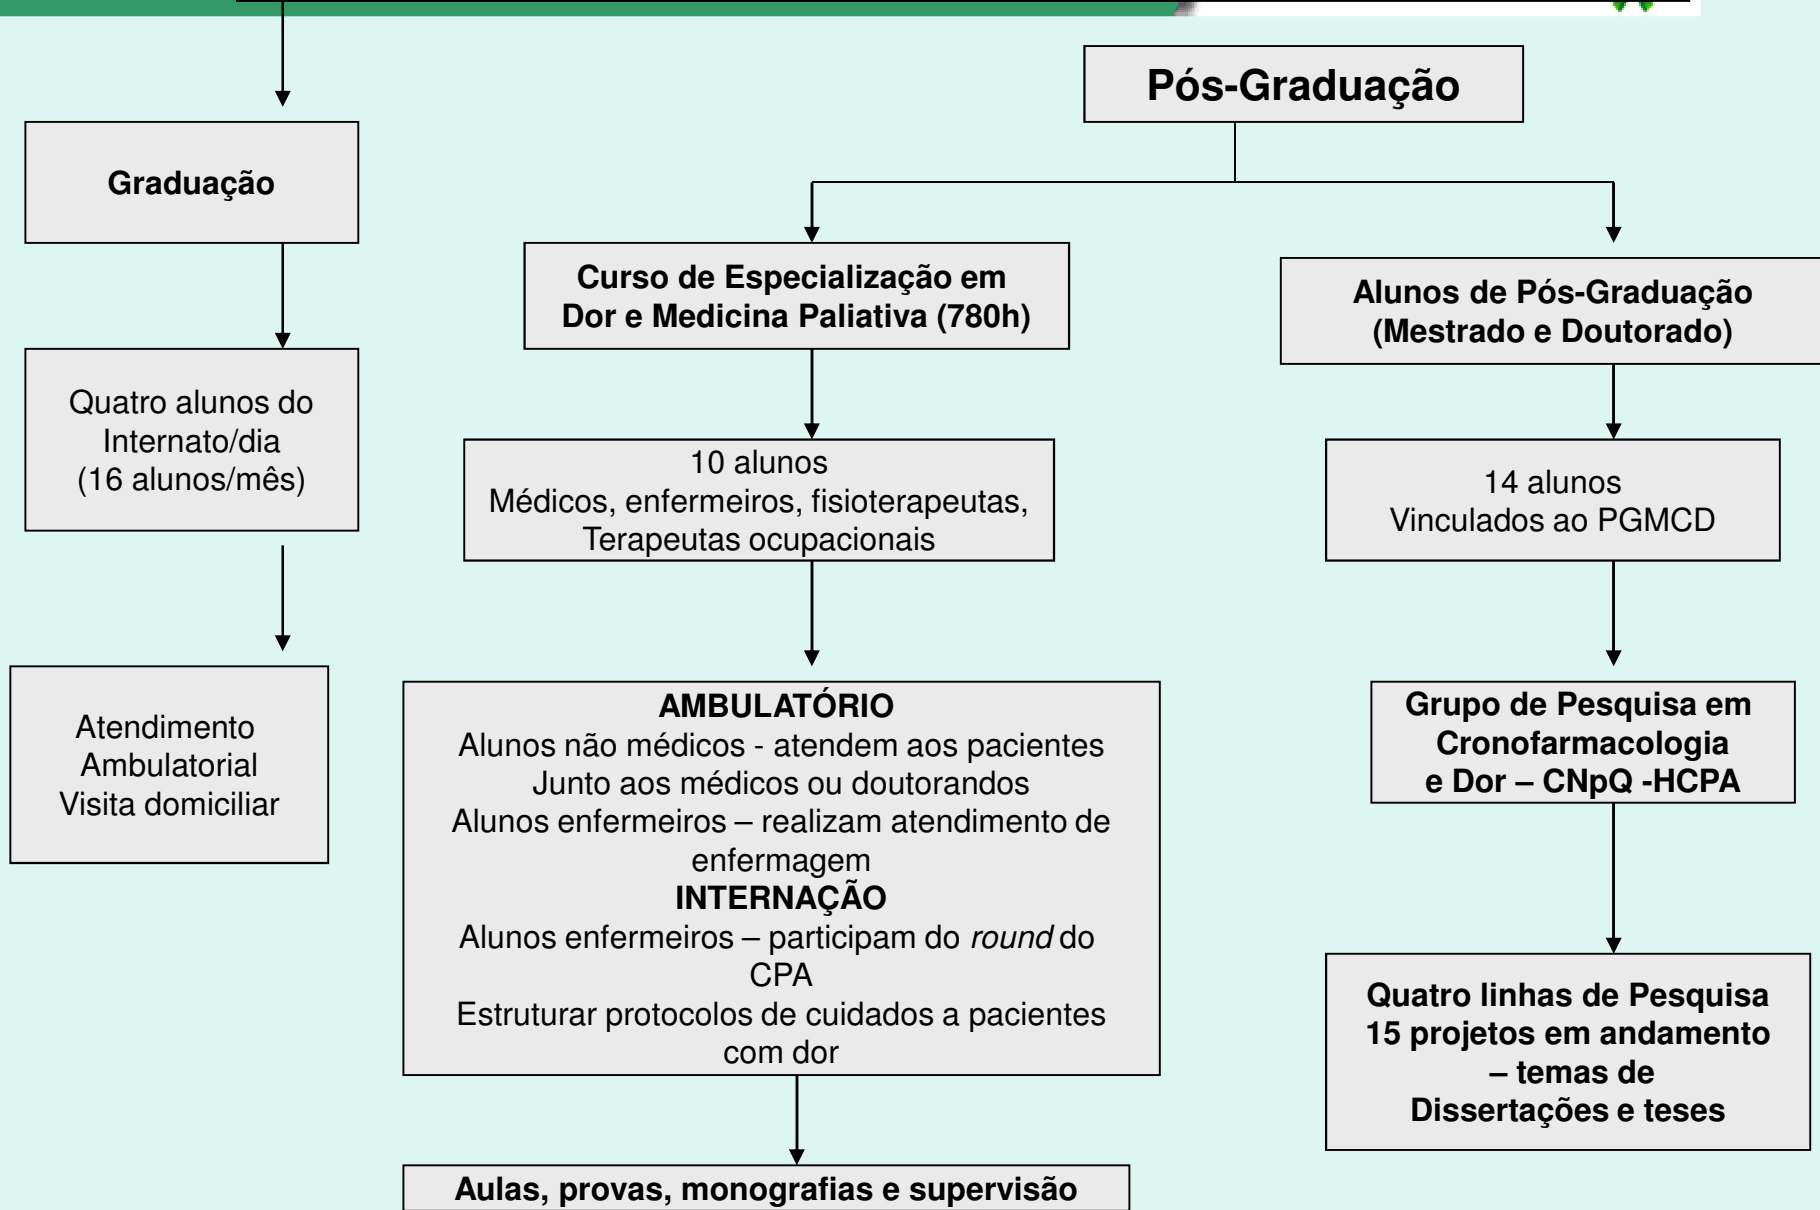 Pós-Graduação
Graduação
Quatro alunos do
Internato/dia
(16 alunos/mês)
Atendimento
Ambulatorial
Visita domiciliar
Curso de Especialização em
Dor e Medicina Paliativa (780h)
10 alunos
Médicos, enfermeiros, fisioterapeutas,
Terapeutas ocupacionais
AMBULATÓRIO
Alunos não médicos - atendem aos pacientes
Junto aos médicos ou doutorandos
Alunos enfermeiros – realizam atendimento de
enfermagem
INTERNAÇÃO
Alunos enfermeiros – participam do round do
CPA
Estruturar protocolos de cuidados a pacientes
com dor
Aulas, provas, monografias e supervisão
Alunos de Pós-Graduação
(Mestrado e Doutorado)
14 alunos
Vinculados ao PGMCD
Grupo de Pesquisa em
Cronofarmacologia
e Dor – CNpQ -HCPA
Quatro linhas de Pesquisa
15 projetos em andamento
– temas de
Dissertações e teses